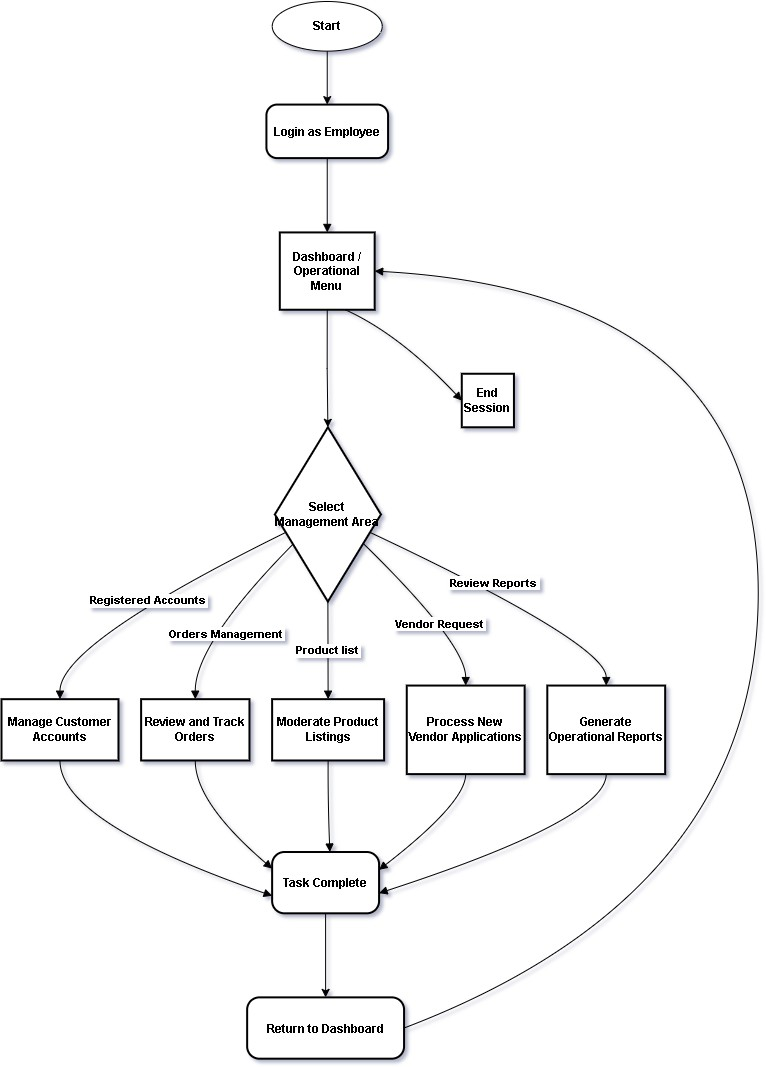 Start
Login as Employee
Dashboard /
Operational
Menu
End
Session
Select
Management Area
Review Reports
Registered Accounts
Vendor Request
Orders Management
Product list
Manage Customer
Accounts
Review and Track
Orders
Moderate Product
Listings
Process New
Vendor Applications
Generate
Operational Reports
Task Complete
Return to Dashboard